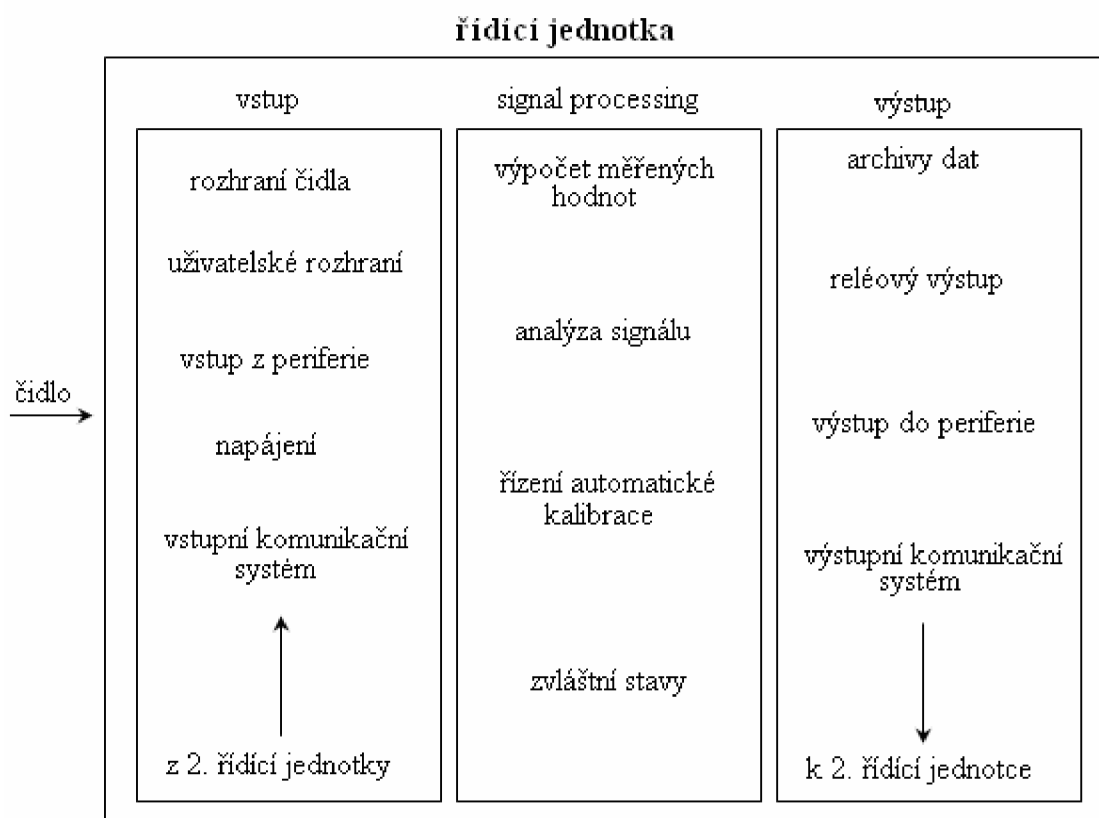 řídící jednotka
čidlo
vstup
rozhraní čidla
uživatelské rozhraní
vstup z periferie
napájení
vstupní komunikační
systém
z 2. řídící jednotky
signal processing
výpočet měřených
hodnot
analýza signálu
řízení automatické
kalibrace
zvláštní stavy
výstup
archivy dat
reléový výstup
výstup do periferie
výstupní komunikační
systém
k 2. řídící jednotce